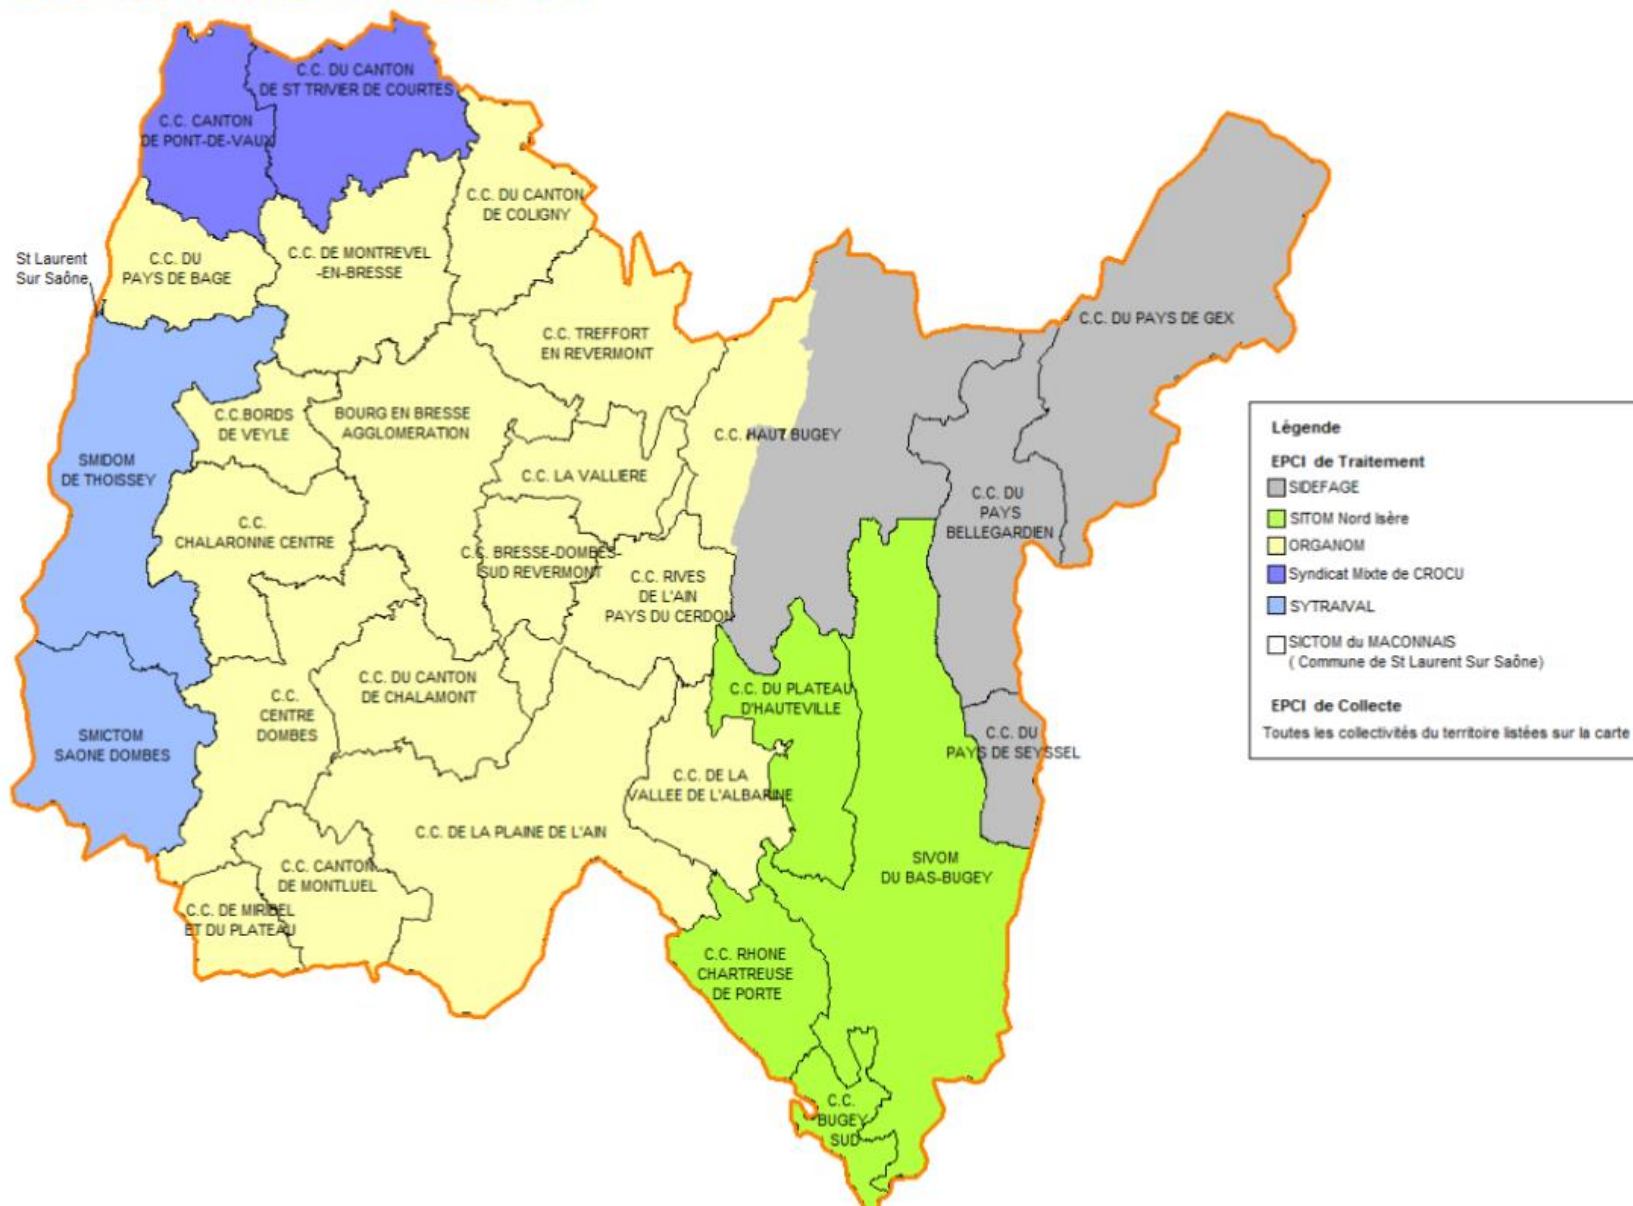 C.C. DU CANTON
DE ST TRIVIER DE COURTES
C.C. CANTON
DE PONT-DE-VAUX
C.C. DU CANTON
DE COLIGNY
C.C. DU
PAYS DE BAGE
C.C. DE MONTREVEL
-EN-BRESSE
St Laurent
Sur Saône
C.C. TREFFORT
EN REVERMONT
C.C. DU PAYS DE GEX
C.C.BORDS
DE VEYLE
BOURG EN BRESSE
AGGLOMERATION
C.C. HAUT BUGEY
SMIDOM
DE THOISSEY
C.C. LA VALLIERE
C.C. DU
PAYS
BELLEGARDIEN
C.C.
CHALARONNE CENTRE
C.C. BRESSE-DOMBES-
SUD REVERMONT
C.C. RIVES
DE L'AIN
PAYS DU CERDON
C.C. DU CANTON
DE CHALAMONT
C.C. DU PLATEAU
D'HAUTEVILLE
C.C.
CENTRE
DOMBES
SMICTOM
SAONE DOMBES
C.C. DU
PAYS DE SEYSSEL
C.C. DE LA
VALLEE DE L'ALBARINE
C.C. DE LA PLAINE DE L'AIN
SIVOM
DU BAS-BUGEY
C.C. CANTON
DE MONTLUEL
C.C. DE MIRIBEL
ET DU PLATEAU
C.C. RHONE
CHARTREUSE
DE PORTE
C.C.
BUGEY
SUD
Légende
EPCI de Traitement
SIDEFAGE
SITOM Nord Isère
ORGANOM
Syndicat Mixte de CROCU
SYTRAIVAL
SICTOM du MACONNAIS
( Commune de St Laurent Sur Saône)
EPCI de Collecte
Toutes les collectivités du territoire listées sur la carte